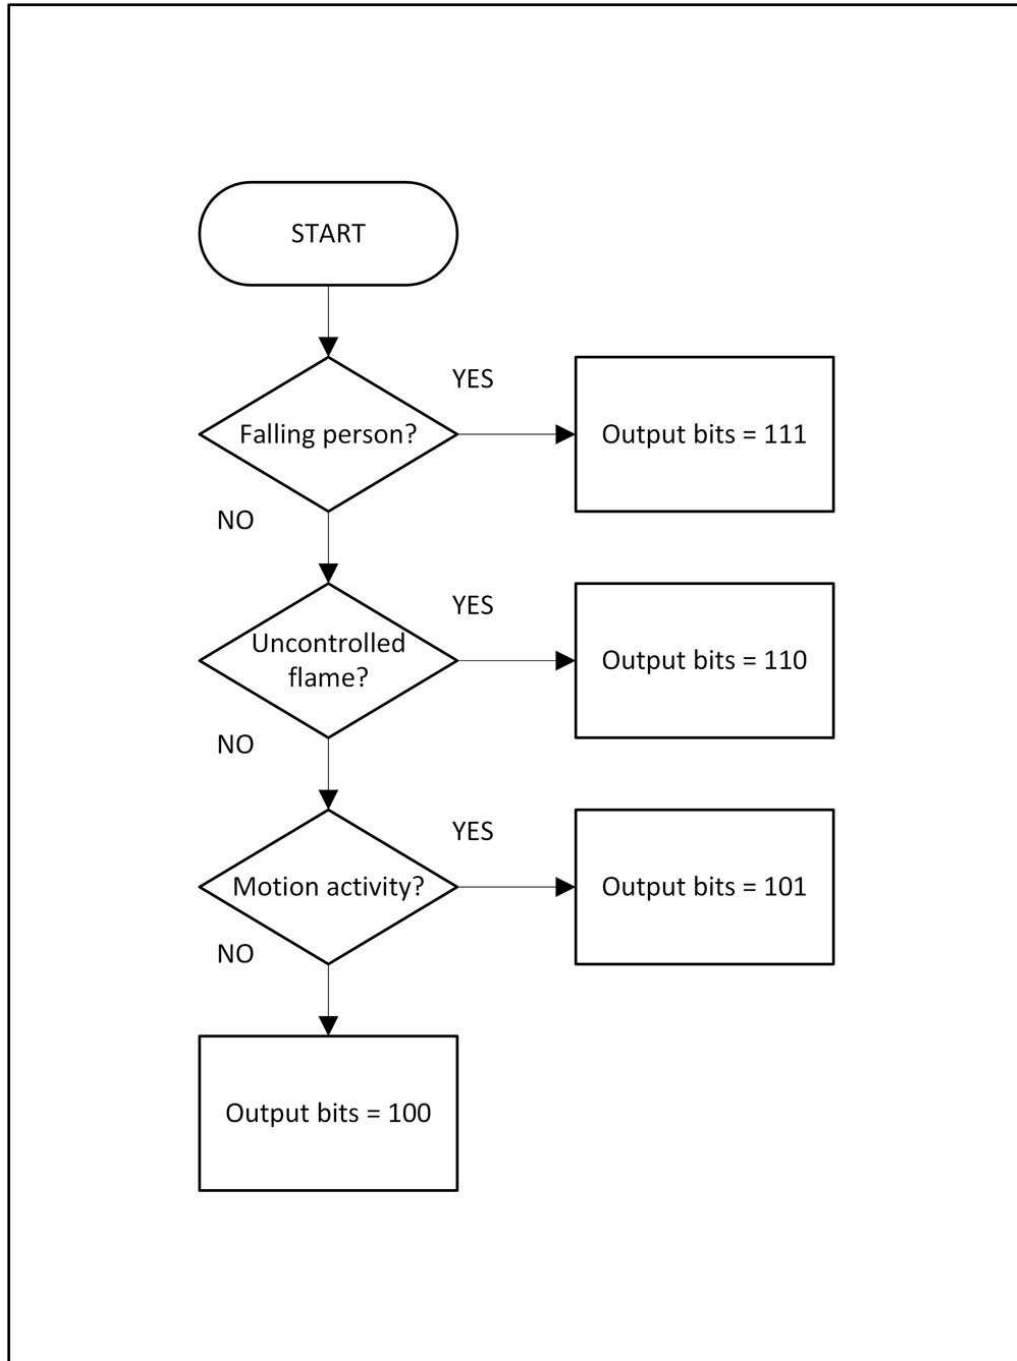 START
YES
Falling person?
Output bits = 111
NO
YES
Uncontrolled
flame?
Output bits = 110
NO
YES
Motion activity?
Output bits = 101
NO
Output bits = 100